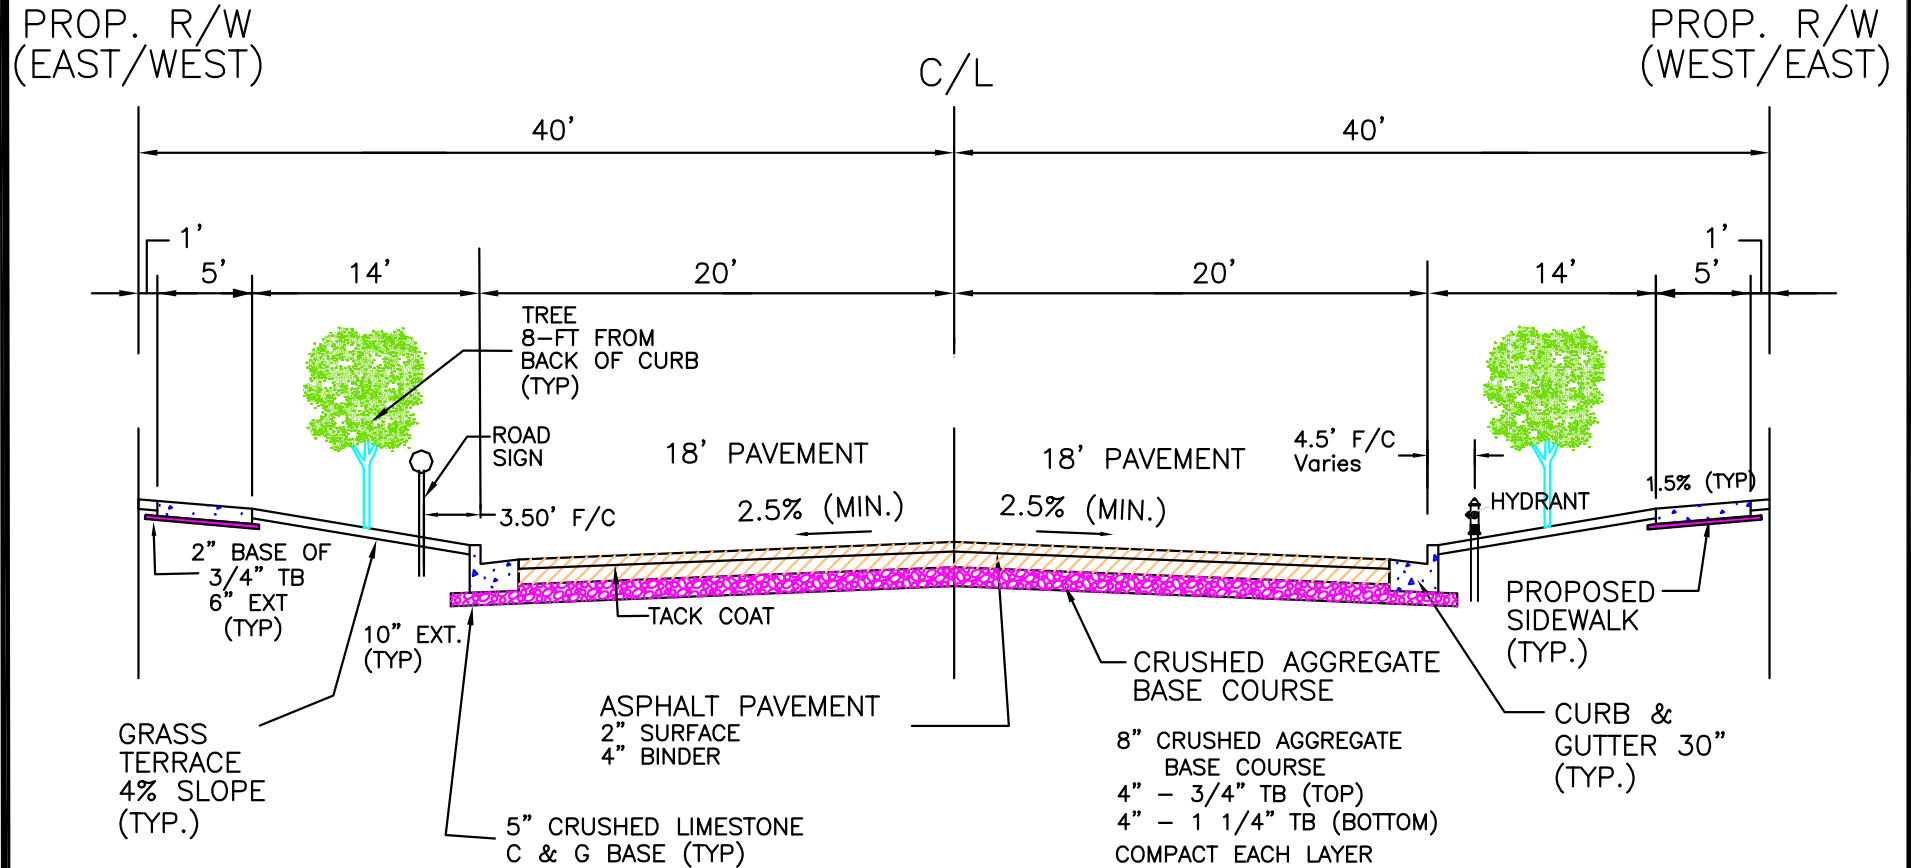 PROP. R/W
(EAST/WEST)
C/L
PROP. R/W
(WEST/EAST)
40'
40'
1'
5'
14'
20'
20'
14'
5'
1'
TREE
8-FT FROM
BACK OF CURB
(TYP)
ROAD
SIGN
3.50' F/C
18' PAVEMENT
2.5% (MIN.)
18' PAVEMENT
2.5% (MIN.)
4.5' F/C
Varies
HYDRANT
1.5% (TYP)
2" BASE OF
3/4" TB
6" EXT
(TYP)
10" EXT.
(TYP)
TACK COAT
PROPOSED
SIDEWALK
(TYP.)
GRASS
TERRACE
4% SLOPE
(TYP.)
ASPHALT PAVEMENT
2" SURFACE
4" BINDER
CRUSHED AGGREGATE
BASE COURSE
8" CRUSHED AGGREGATE
BASE COURSE
4" - 3/4" TB (TOP)
4" - 1 1/4" TB (BOTTOM)
COMPACT EACH LAYER
CURB &
GUTTER 30"
(TYP.)
5" CRUSHED LIMESTONE
C & G BASE (TYP)